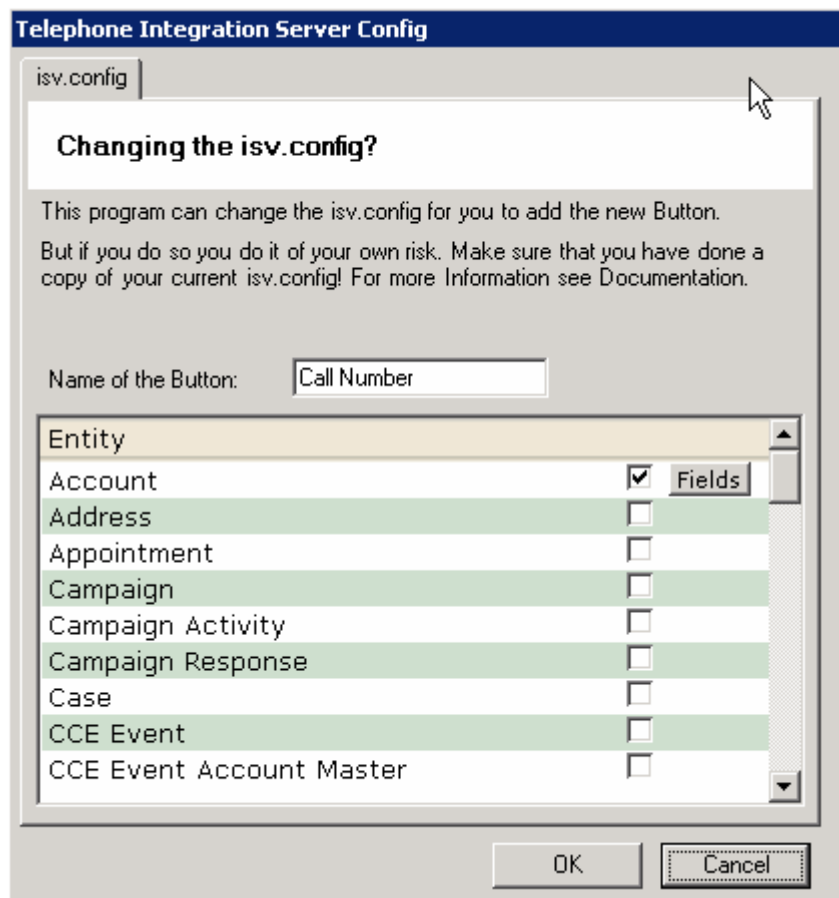 Telephone Integration Server Config
isv.config
Changing the isv.config?
This program can change the isv.config for you to add the new Button.
But if you do so you do it of your own risk. Make sure that you have done a
copy of your current isv.config! For more Information see Documentation.
Name of the Button: Call Number
Entity
Account Fields
Address
Appointment
Campaign
Campaign Activity
Campaign Response
Case
CCE Event
CCE Event Account Master
OK Cancel